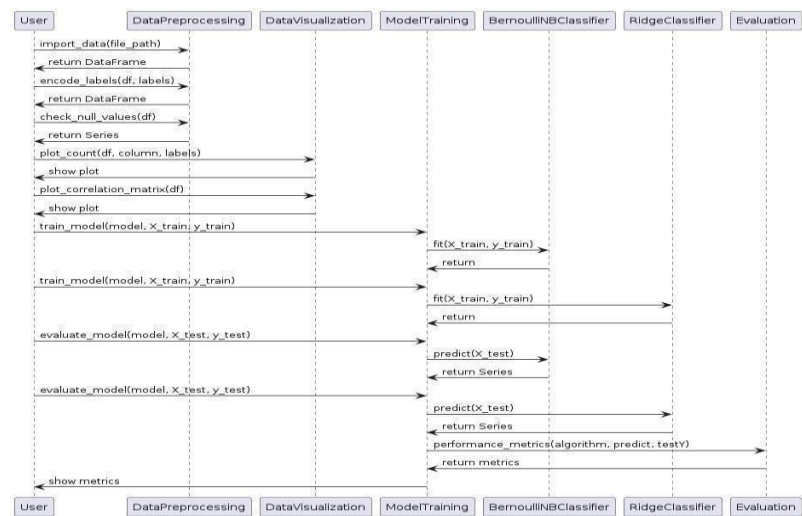 User DataPreprocessing DataVisualization ModelTraining BernoulliNBClassifier RidgeClassifier Evaluation
import_data(file_path)
return DataFrame
encode_labels(df, labels)
return DataFrame
check_null_values(df)
return Series
plot_count(df, column, labels)
show plot
plot_correlation_matrix(df)
show plot
train_model(model, X_train, y_train)
fit(X_train, y_train)
return
train_model(model, X_train, y_train)
fit(X_train, y_train)
return
evaluate_model(model, X_test, y_test)
predict(X_test)
return Series
evaluate_model(model, X_test, y_test)
predict(X_test)
return Series
performance_metrics(algorithm, predict, testY)
return metrics
show metrics
User DataPreprocessing DataVisualization ModelTraining BernoulliNBClassifier RidgeClassifier Evaluation